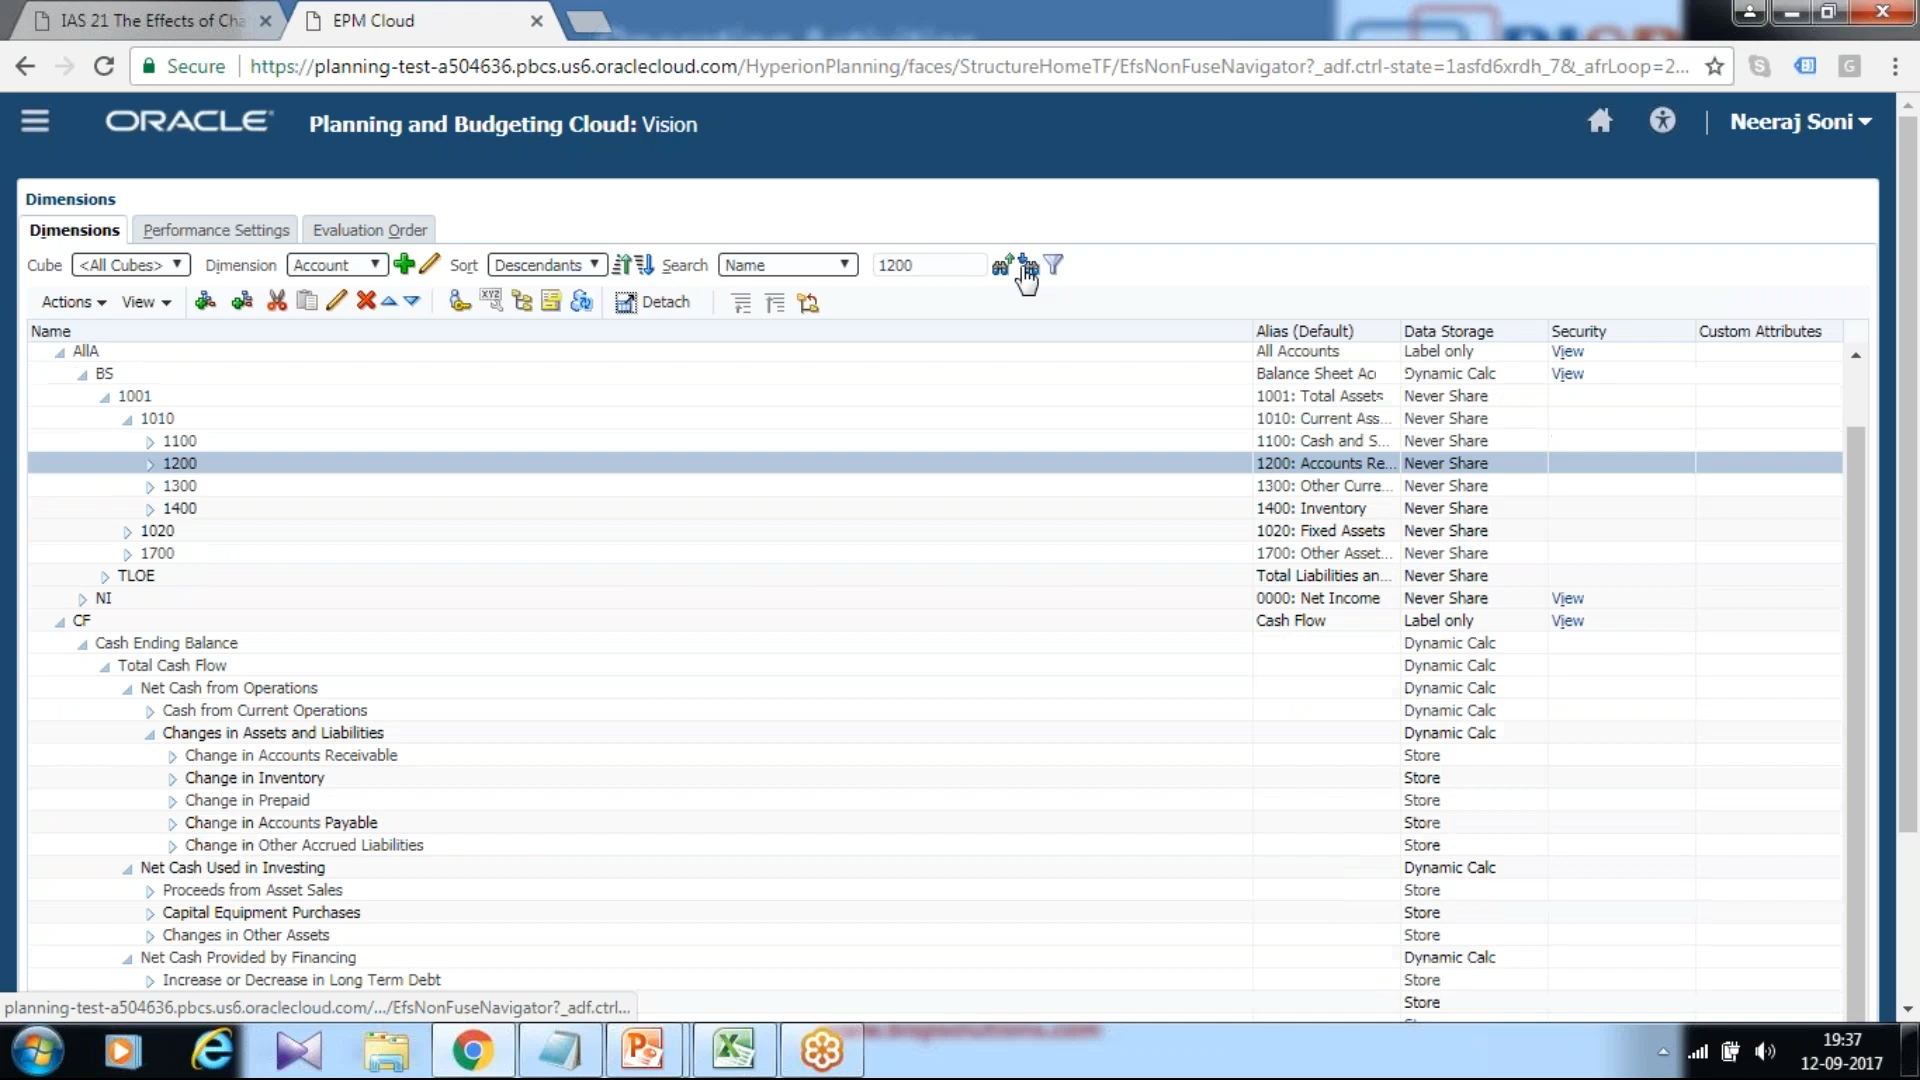 IAS 21 The Effects of Cha
EPM Cloud
Secure
https://planning-test-a504636.pbcs.us6.oraclecloud.com/HyperionPlanning/faces/StructureHomeTF/EfsNonFuseNavigator?_adf.ctrl-state=1asfd6xrdh_7&_afrLoop=2...
ORACLE Planning and Budgeting Cloud: Vision
Neeraj Soni
Dimensions
Dimensions Performance Settings Evaluation Order
Cube <All Cubes> Dimension Account Sort Descendants Search Name 1200
Actions View Detach
Name Alias (Default) Data Storage Security Custom Attributes
AllA All Accounts Label only View
BS Balance Sheet Acc Dynamic Calc View
1001 1001: Total Assets Never Share
1010 1010: Current Ass... Never Share
1100 1100: Cash and S... Never Share
1200 1200: Accounts Re... Never Share
1300 1300: Other Curre... Never Share
1400 1400: Inventory Never Share
1020 1020: Fixed Assets Never Share
1700 1700: Other Asset... Never Share
TLOE Total Liabilities an... Never Share
NI 0000: Net Income Never Share View
CF Cash Flow Label only View
Cash Ending Balance Dynamic Calc
Total Cash Flow Dynamic Calc
Net Cash from Operations Dynamic Calc
Cash from Current Operations Dynamic Calc
Changes in Assets and Liabilities Dynamic Calc
Change in Accounts Receivable Store
Change in Inventory Store
Change in Prepaid Store
Change in Accounts Payable Store
Change in Other Accrued Liabilities Store
Net Cash Used in Investing Dynamic Calc
Proceeds from Asset Sales Store
Capital Equipment Purchases Store
Changes in Other Assets Store
Net Cash Provided by Financing Dynamic Calc
Increase or Decrease in Long Term Debt Store
Store
planning-test-a504636.pbcs.us6.oraclecloud.com/.../EfsNonFuseNavigator?_adf.ctrl...
19:37
12-09-2017